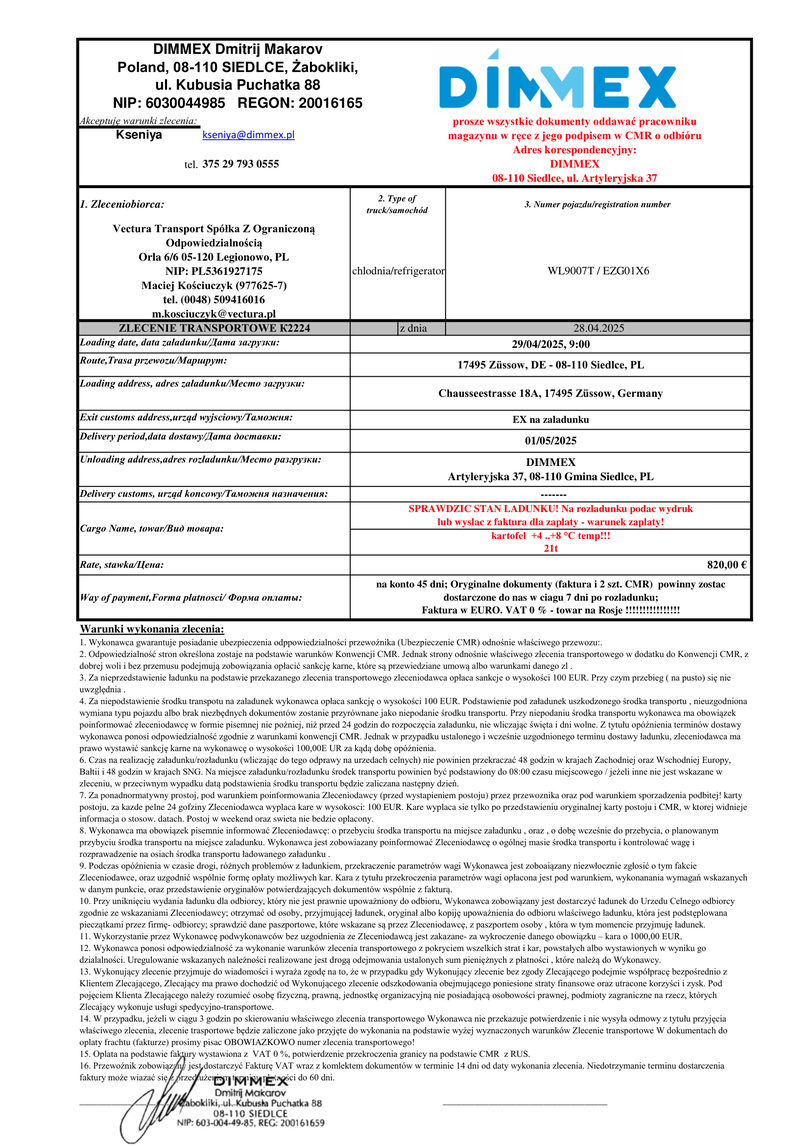 DIMMEX Dmitrij Makarov
Poland, 08-110 SIEDLCE, Żabokliki,
ul. Kubusia Puchatka 88
NIP: 6030044985 REGON: 20016165
Akceptuję warunki zlecenia:
Kseniya kseniya@dimmex.pl
tel. 375 29 793 0555
DIMMEX
prosze wszystkie dokumenty oddawać pracowniku
magazynu w ręce z jego podpisem w CMR o odbióru
Adres korespondencyjny:
DIMMEX
08-110 Siedlce, ul. Artyleryjska 37
1. Zleceniobiorca:
2. Type of
truck/samochód
3. Numer pojazdu/registration number
Vectura Transport Spółka Z Ograniczoną
Odpowiedzialnością
Orla 6/6 05-120 Legionowo, PL
NIP: PL5361927175
Maciej Kościuczyk (977625-7)
tel. (0048) 509416016
m.kosciuczyk@vectura.pl
chlodnia/refrigerator
WL9007T / EZG01X6
ZLECENIE TRANSPORTOWE K2224 z dnia 28.04.2025
Loading date, data załadunku/Дата загрузки: 29/04/2025, 9:00
Route,Trasa przewozu/Маршрут: 17495 Züssow, DE - 08-110 Siedlce, PL
Loading address, adres załadunku/Место загрузки: Chausseestrasse 18A, 17495 Züssow, Germany
Exit customs address,urząd wyjsciowy/Таможня: EX na załadunku
Delivery period,data dostawy/Дата доставки: 01/05/2025
Unloading address,adres rozładunku/Место разгрузки: DIMMEX
Artyleryjska 37, 08-110 Gmina Siedlce, PL
Delivery customs, urząd koncowy/Таможня назначения: -------
Cargo Name, towar/Вид товара:
SPRAWDZIC STAN LADUNKU! Na rozładunku podac wydruk
lub wyslac z faktura dla zaplaty - warunek zaplaty!
kartofel +4 ..+8 °C temp!!!
21t
Rate, stawka/Цена: 820,00 €
Way of payment,Forma platnosci/ Форма оплаты:
na konto 45 dni; Oryginalne dokumenty (faktura i 2 szt. CMR) powinny zostac
dostarczone do nas w ciagu 7 dni po rozladunku;
Faktura w EURO. VAT 0 % - towar na Rosje !!!!!!!!!!!!!!!!
Warunki wykonania zlecenia:
1. Wykonawca gwarantuje posiadanie ubezpieczenia odppowiedzialności przewoźnika (Ubezpieczenie CMR) odnośnie właściwego przewozu:.
2. Odpowiedzialność stron określona zostaje na podstawie warunków Konwencji CMR. Jednak strony odnośnie właściwego zlecenia transportowego w dodatku do Konwencji CMR, z
dobrej woli i bez przemusu podejmują zobowiązania opłacić sankcję karne, które są przewiedziane umową albo warunkami danego zl .
3. Za nieprzedstawienie ładunku na podstawie przekazanego zlecenia transportowego zleceniodawca opłaca sankcje o wysokości 100 EUR. Przy czym przebieg ( na pusto) się nie
uwzględnia .
4. Za niepodstawienie środku transpotu na zaladunek wykonawca opłaca sankcję o wysokości 100 EUR. Podstawienie pod załadunek uszkodzonego środka transportu , nieuzgodniona
wymiana typu pojazdu albo brak niezbędnych dokumentów zostanie przyrównane jako niepodanie środku transportu. Przy niepodaniu środka transportu wykonawca ma obowiązek
poinformować zleceniodawcę w formie pisemnej nie poźniej, niż przed 24 godzin do rozpoczęcia zaladunku, nie wliczając święta i dni wolne. Z tytułu opóźnienia terminów dostawy
wykonawca ponosi odpowiedzialność zgodnie z warunkami konwencji CMR. Jednak w przypadku ustalonego i wcześnie uzgodnionego terminu dostawy ładunku, zleceniodawca ma
prawo wystawić sankcję karne na wykonawcę o wysokości 100,00E UR za kądą dobę opóźnienia.
6. Czas na realizację załadunku/rozładunku (wliczając do tego odprawy na urzedach celnych) nie powinien przekraczać 48 godzin w krajach Zachodniej oraz Wschodniej Europy,
Bałtii i 48 godzin w krajach SNG. Na miejsce załadunku/rozładunku środek transportu powinien być podstawiony do 08:00 czasu miejscowego / jeżeli inne nie jest wskazane w
zleceniu, w przeciwnym wypadku datą podstawienia środku transportu będzie zaliczana następny dzień.
7. Za ponadnormatywny prostoj, pod warunkiem poinformowania Zleceniodawcy (przed wystapieniem postoju) przez przewoznika oraz pod warunkiem sporzadzenia podbitej! karty
postoju, za kazde pełne 24 gofziny Zleceniodawca wyplaca kare w wysokosci: 100 EUR. Kare wyplaca sie tylko po przedstawieniu oryginalnej karty postoju i CMR, w ktorej widnieje
informacja o stosow. datach. Postoj w weekend oraz swieta nie bedzie opłacony.
8. Wykonawca ma obowiązek pisemnie informować Zleceniodawcę: o przebyciu środka transportu na miejsce załadunku , oraz , o dobę wcześnie do przebycia, o planowanym
przybyciu środku transportu na miejsce zaladunku. Wykonawca jest zobowiazany poinformować Zleceniodawcę o ogólnej masie środka transportu i kontrolować wagę i
rozprawadzenie na osiach środka transportu ładowanego zaladunku .
9. Podczas opóźnienia w czasie drogi, różnych problemów z ładunkiem, przekraczenie parametrów wagi Wykonawca jest zoboaiązany niezwłocznie zgłosić o tym fakcie
Zleceniodawce, oraz uzgodnić wspólnie formę opłaty możliwych kar. Kara z tytułu przekroczenia parametrów wagi opłacona jest pod warunkiem, wykonanania wymagań wskazanych
w danym punkcie, oraz przedstawienie oryginałów potwierdzających dokumentów wspólnie z fakturą.
10. Przy uniknięciu wydania ładunku dla odbiorcy, który nie jest prawnie upoważniony do odbioru, Wykonawca zobowiązany jest dostarczyć ładunek do Urzedu Celnego odbiorcy
zgodnie ze wskazaniami Zleceniodawcy; otrzymać od osoby, przyjmującej ładunek, oryginał albo kopiję upoważnienia do odbioru właściwego ładunku, która jest podstęplowana
pieczątkami przez firmę- odbiorcy; sprawdzić dane paszportowe, które wskazane są przez Zleceniodawcę, z paszportem osoby , która w tym momencie przyjmuję ładunek.
11. Wykorzystanie przez Wykonawcę podwykonawców bez uzgodnienia ze Zleceniodawcą jest zakazane- za wykroczenie danego obowiązku – kara o 1000,00 EUR.
12. Wykonawca ponosi odpowiedzialność za wykonanie warunków zlecenia transportowego z pokryciem wszelkich strat i kar, powstałych albo wystawionych w wyniku go
dzialalności. Uregulowanie wskazanych należności realizowane jest drogą odejmowania ustalonych sum pieniężnych z płatności , które należą do Wykonawcy.
13. Wykonujący zlecenie przyjmuje do wiadomości i wyraża zgodę na to, że w przypadku gdy Wykonujący zlecenie bez zgody Zlecającego podejmie współpracę bezpośrednio z
Klientem Zlecającego, Zlecający ma prawo dochodzić od Wykonującego zlecenie odszkodowania obejmującego poniesione straty finansowe oraz utracone korzyści i zysk. Pod
pojęciem Klienta Zlecającego należy rozumieć osobę fizyczną, prawną, jednostkę organizacyjną nie posiadającą osobowości prawnej, podmioty zagraniczne na rzecz, których
Zlecający wykonuje usługi spedycyjno-transportowe.
14. W przypadku, jeżeli w ciągu 3 godzin po skierowaniu właściwego zlecenia transportowego Wykonawca nie przekazuje potwierdzenie i nie wysyła odmowy z tytułu przyjęcia
właściwego zlecenia, zlecenie trasportowe będzie zaliczone jako przyjęte do wykonania na podstawie wyżej wyznaczonych warunków Zlecenie transportowe W dokumentach do
opłaty frachtu (fakturze) prosimy pisac OBOWIAZKOWO numer zlecenia transportowego!
15. Opłata na podstawie faktury wystawiona z VAT 0 %, potwierdzenie przekroczenia granicy na podstawie CMR z RUS.
16. Przewoźnik zobowiązany jest dostarczyć Fakturę VAT wraz z komlektem dokumentów w terminie 14 dni od daty wykonania zlecenia. Niedotrzymanie terminu dostarczenia
faktury może wiazać się z przedłużeniem terminu płatności do 60 dni.
DIMMEX
Dmitrij Makarov
Zabokliki, ul. Kubusia Puchatka 88
08-110 SIEDLCE
NIP: 603-004-49-85, REG: 200161659